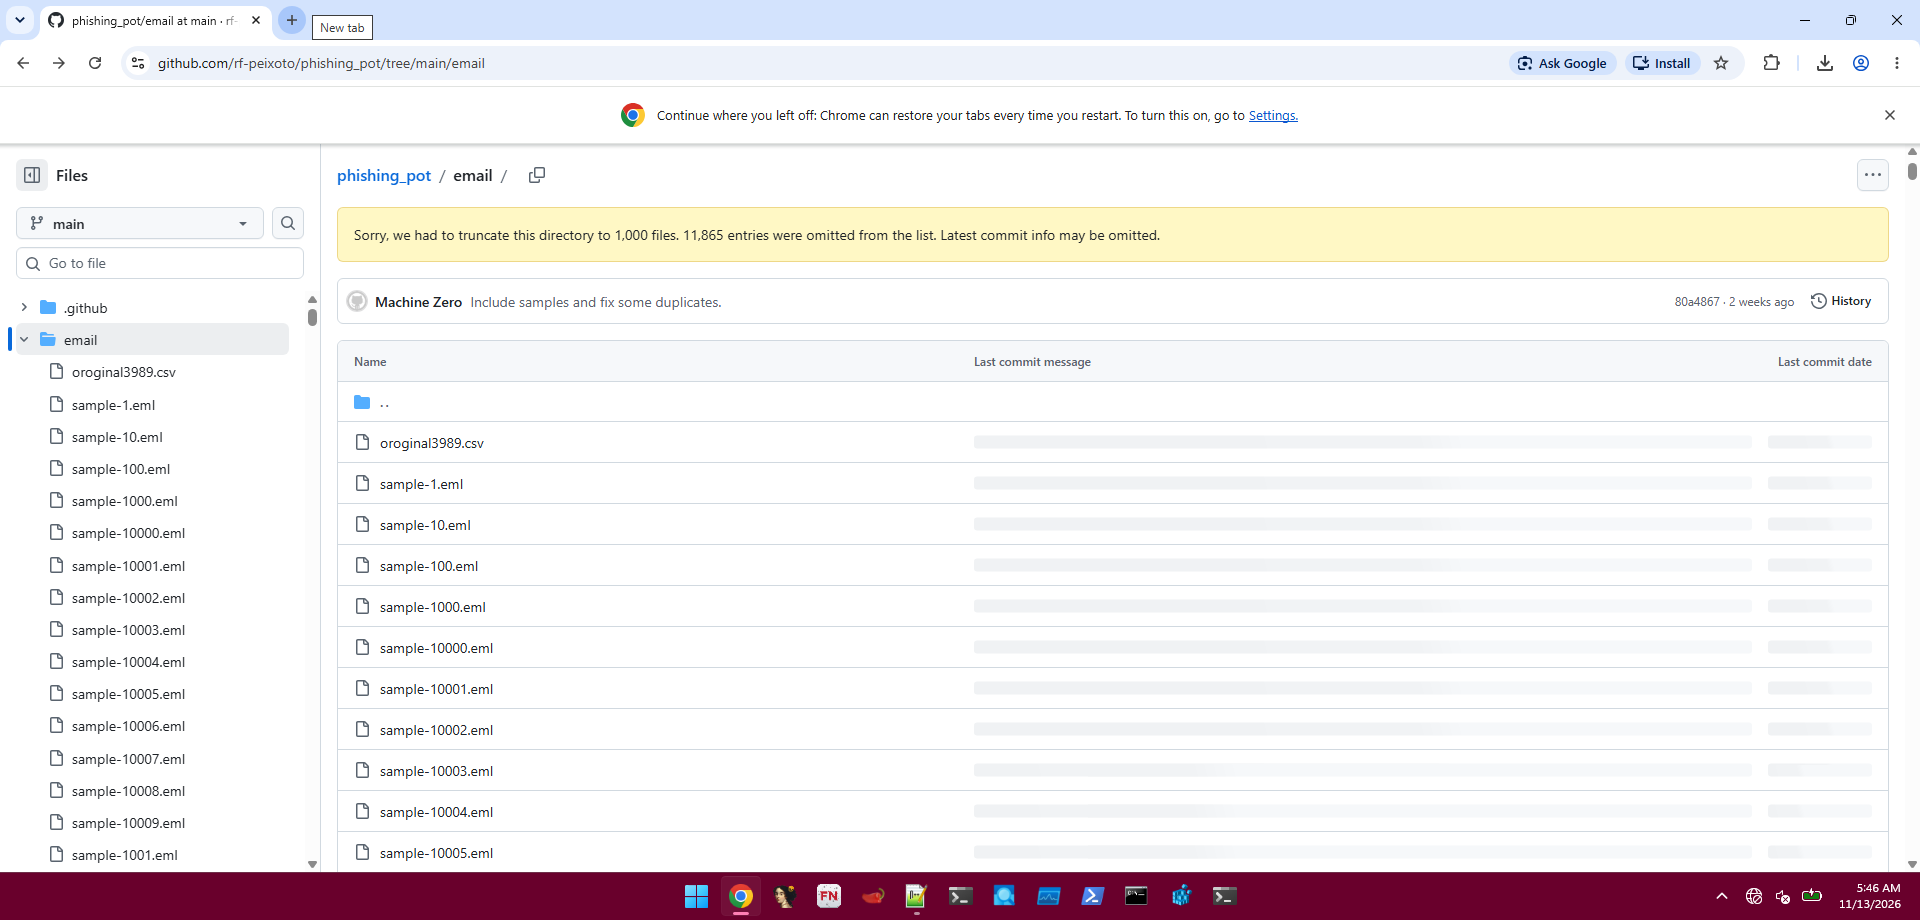 phishing_pot/email at main · rf-
New tab
github.com/rf-peixoto/phishing_pot/tree/main/email
Ask Google
Install
Continue where you left off: Chrome can restore your tabs every time you restart. To turn this on, go to Settings.
Files
phishing_pot / email /
main
Sorry, we had to truncate this directory to 1,000 files. 11,865 entries were omitted from the list. Latest commit info may be omitted.
Go to file
Machine Zero Include samples and fix some duplicates.
80a4867 · 2 weeks ago
History
.github
email
oroginal3989.csv
sample-1.eml
sample-10.eml
sample-100.eml
sample-1000.eml
sample-10000.eml
sample-10001.eml
sample-10002.eml
sample-10003.eml
sample-10004.eml
sample-10005.eml
sample-10006.eml
sample-10007.eml
sample-10008.eml
sample-10009.eml
sample-1001.eml
Name Last commit message Last commit date
..
oroginal3989.csv
sample-1.eml
sample-10.eml
sample-100.eml
sample-1000.eml
sample-10000.eml
sample-10001.eml
sample-10002.eml
sample-10003.eml
sample-10004.eml
sample-10005.eml
FN
5:46 AM
11/13/2026